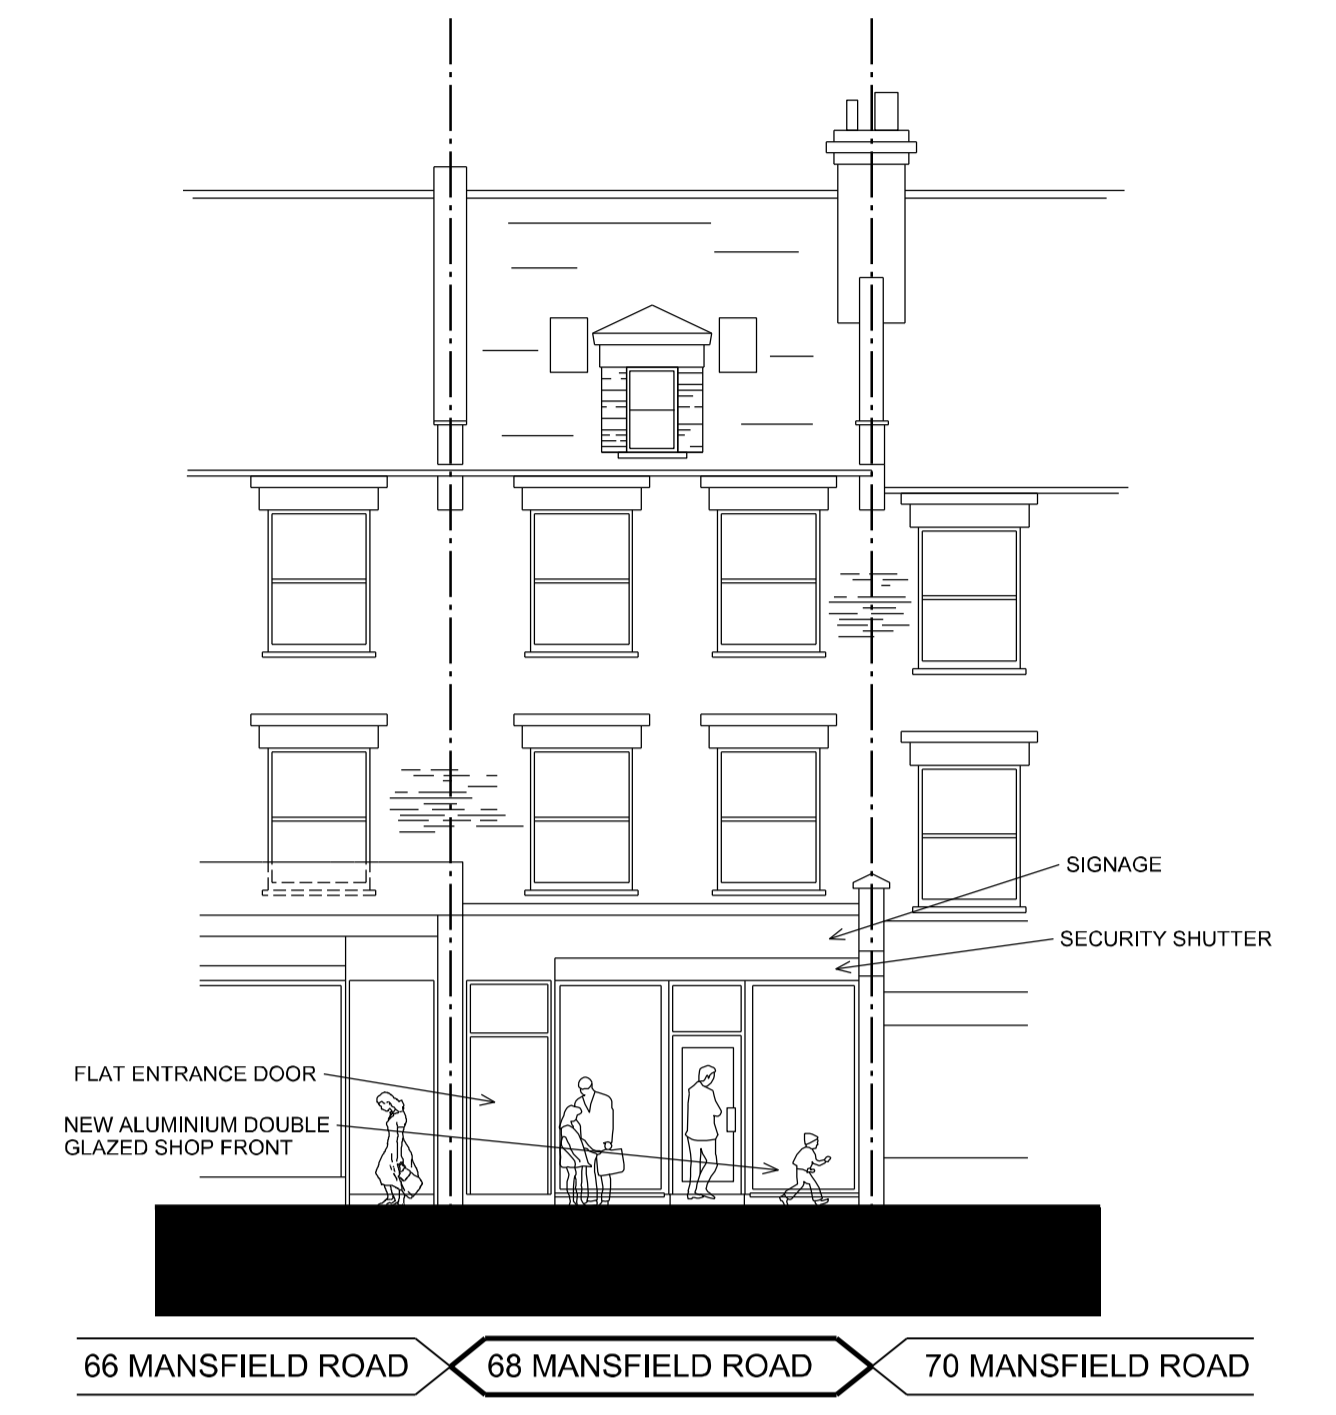 SIGNAGE
SECURITY SHUTTER
FLAT ENTRANCE DOOR
NEW ALUMINIUM DOUBLE
GLAZED SHOP FRONT
66 MANSFIELD ROAD
68 MANSFIELD ROAD
70 MANSFIELD ROAD